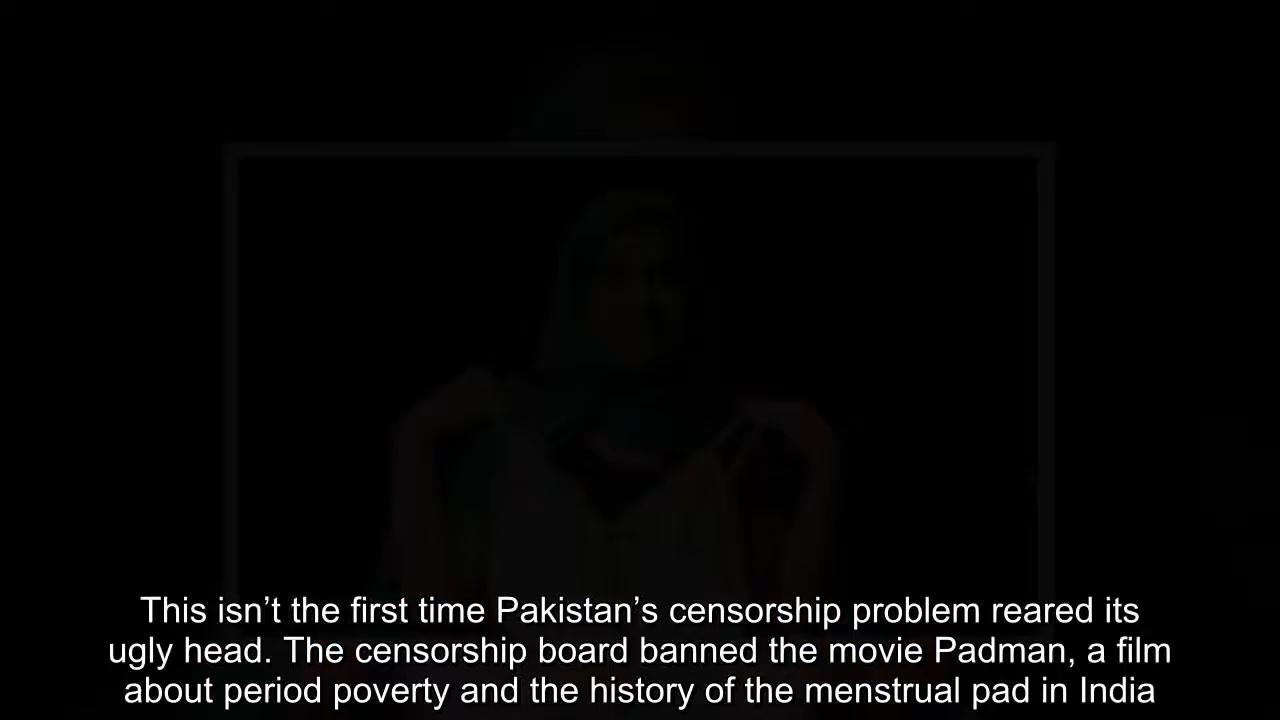 This isn’t the first time Pakistan’s censorship problem reared its
ugly head. The censorship board banned the movie Padman, a film
about period poverty and the history of the menstrual pad in India